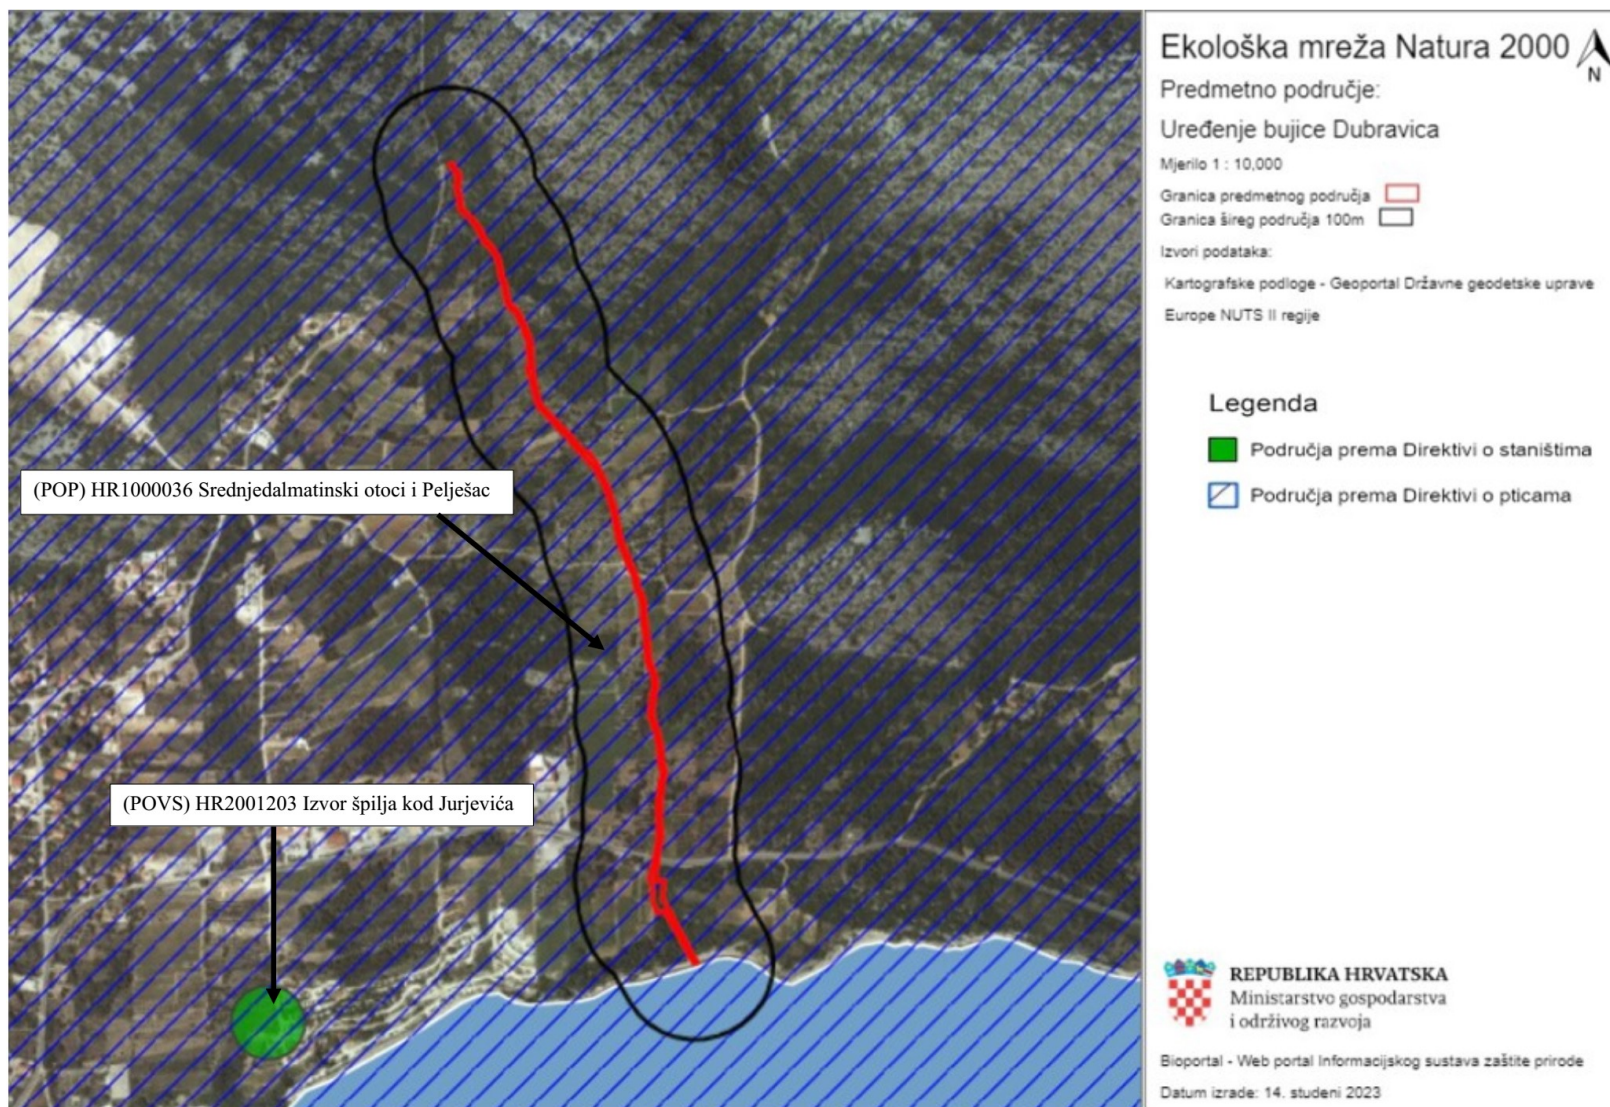 (POP) HR1000036 Srednjedalmatinski otoci i Pelješac
(POVS) HR2001203 Izvor špilja kod Jurjevića
Ekološka mreža Natura 2000
N
Predmetno područje:
Uređenje bujice Dubravica
Mjerilo 1 : 10,000
Granica predmetnog područja
Granica šireg područja 100m
Izvori podataka:
Kartografske podloge - Geoportal Državne geodetske uprave
Europe NUTS II regije
Legenda
Područja prema Direktivi o staništima
Područja prema Direktivi o pticama
REPUBLIKA HRVATSKA
Ministarstvo gospodarstva
i održivog razvoja
Bioportal - Web portal Informacijskog sustava zaštite prirode
Datum izrade: 14. studeni 2023